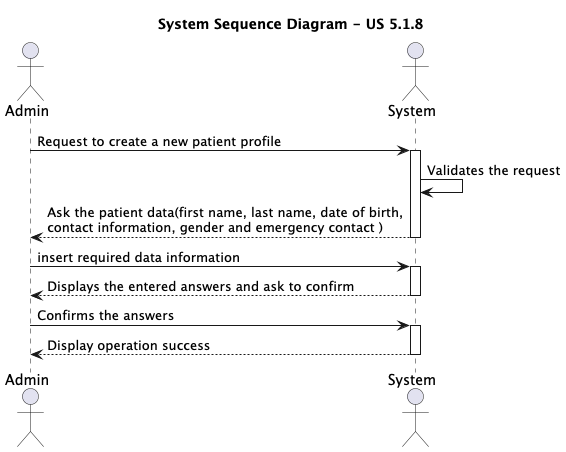 System Sequence Diagram – US 5.1.8
Admin
System
Request to create a new patient profile
Validates the request
Ask the patient data(first name, last name, date of birth,
contact information, gender and emergency contact )
insert required data information
Displays the entered answers and ask to confirm
Confirms the answers
Display operation success
Admin
System